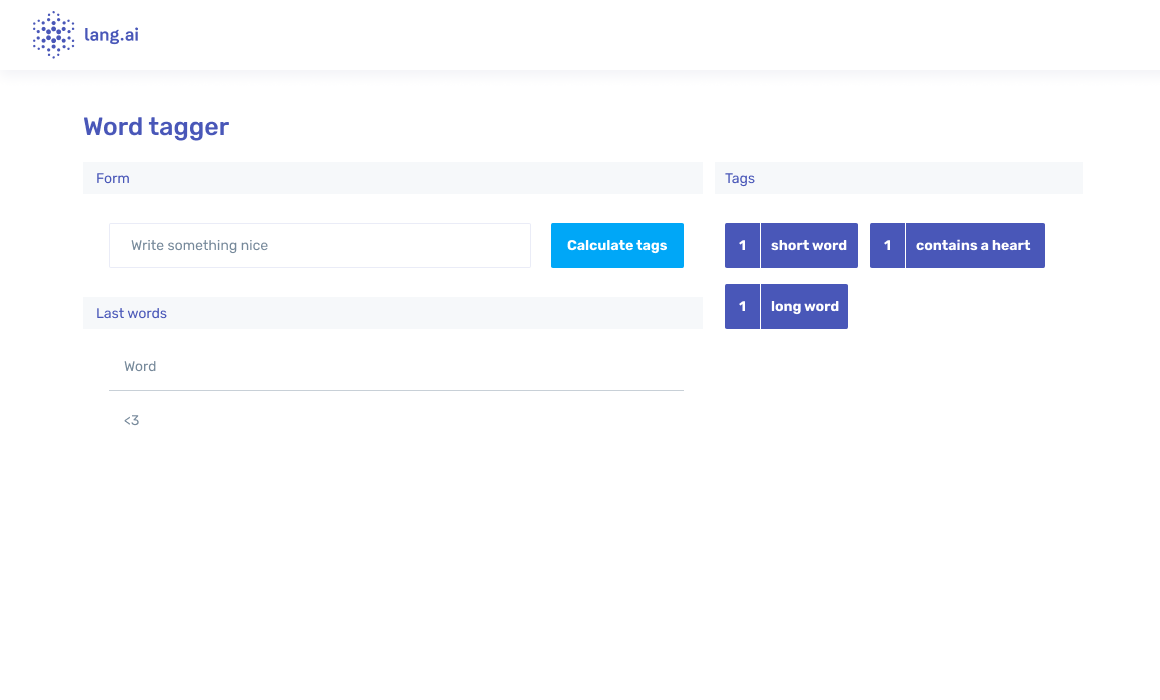 lang.ai
Word tagger
Form
Write something nice
Calculate tags
Last words
Word
<3
Tags
1 short word
1 contains a heart
1 long word